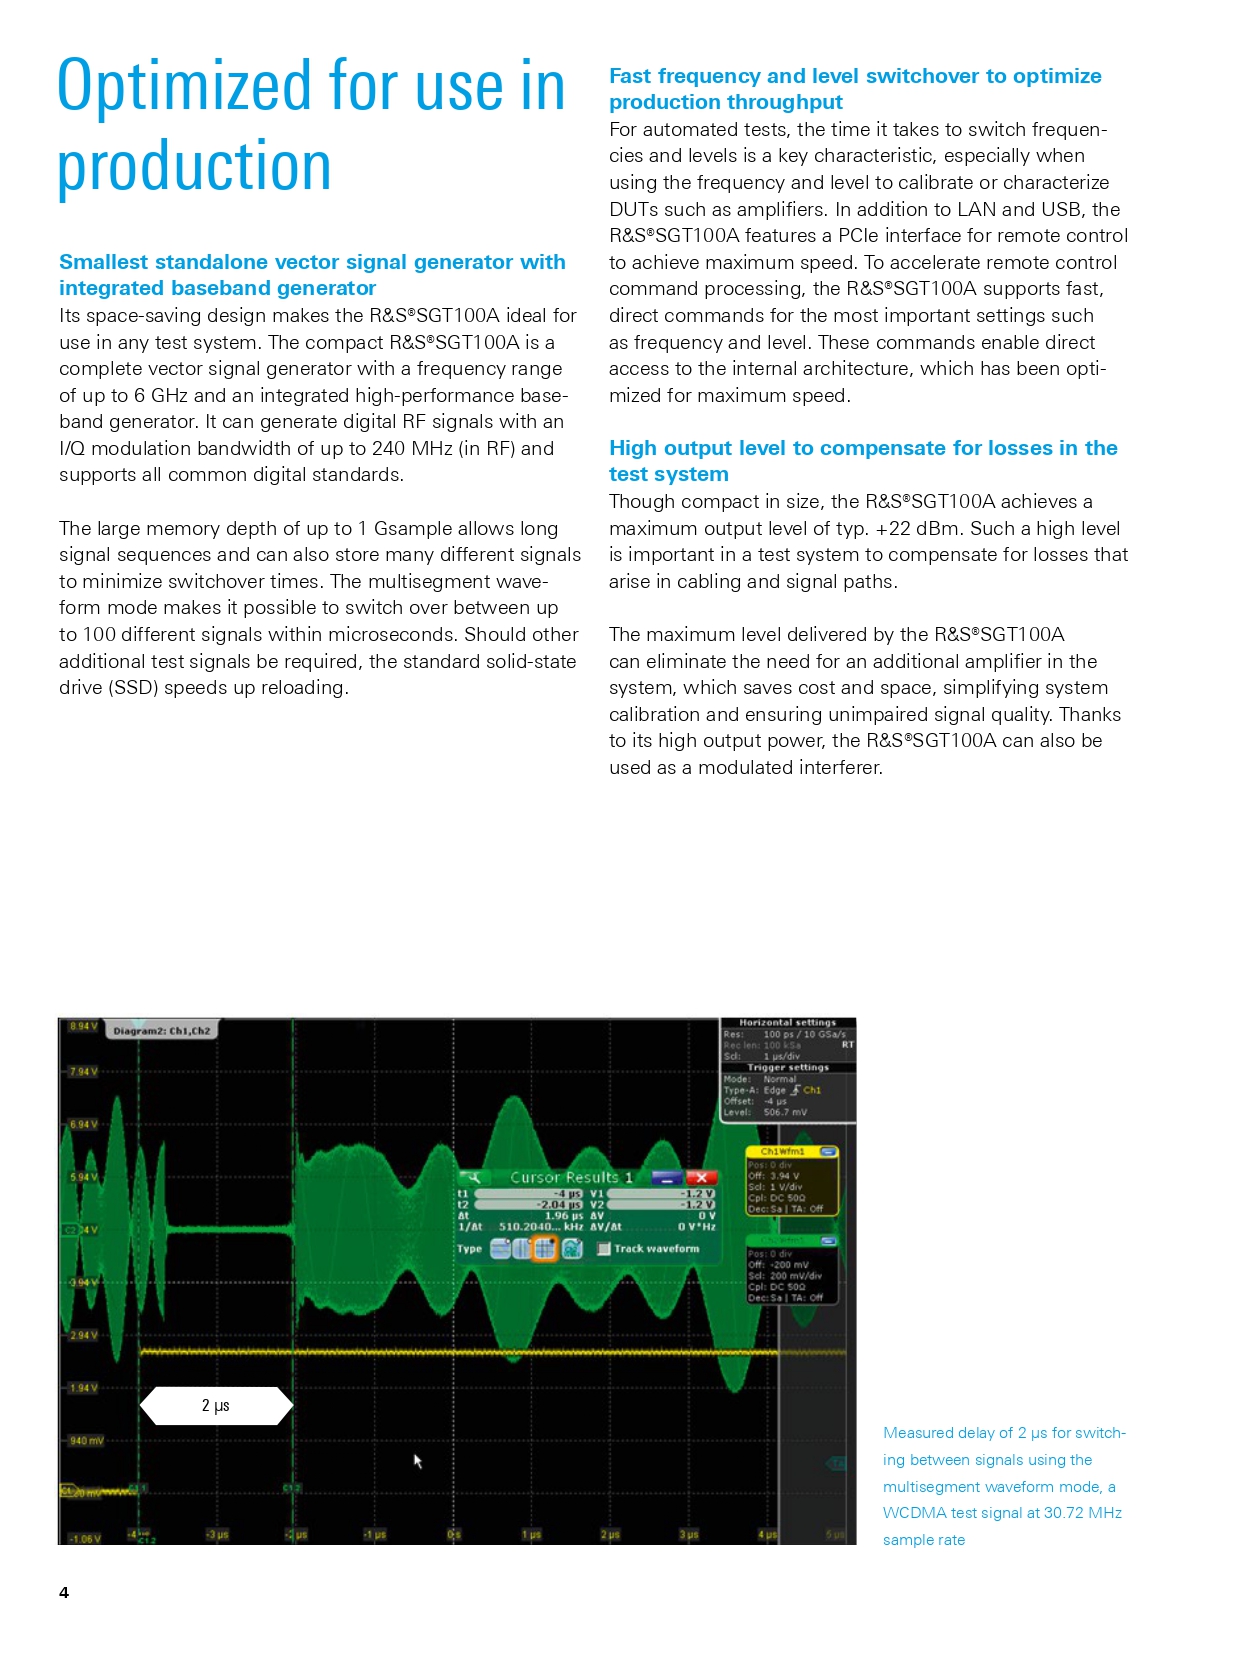 Optimized for use in
production
Smallest standalone vector signal generator with
integrated baseband generator
Its space-saving design makes the R&S®SGT100A ideal for
use in any test system. The compact R&S®SGT100A is a
complete vector signal generator with a frequency range
of up to 6 GHz and an integrated high-performance base-
band generator. It can generate digital RF signals with an
I/Q modulation bandwidth of up to 240 MHz (in RF) and
supports all common digital standards.
The large memory depth of up to 1 Gsample allows long
signal sequences and can also store many different signals
to minimize switchover times. The multisegment wave-
form mode makes it possible to switch over between up
to 100 different signals within microseconds. Should other
additional test signals be required, the standard solid-state
drive (SSD) speeds up reloading.
Fast frequency and level switchover to optimize
production throughput
For automated tests, the time it takes to switch frequen-
cies and levels is a key characteristic, especially when
using the frequency and level to calibrate or characterize
DUTs such as amplifiers. In addition to LAN and USB, the
R&S®SGT100A features a PCIe interface for remote control
to achieve maximum speed. To accelerate remote control
command processing, the R&S®SGT100A supports fast,
direct commands for the most important settings such
as frequency and level. These commands enable direct
access to the internal architecture, which has been opti-
mized for maximum speed.
High output level to compensate for losses in the
test system
Though compact in size, the R&S®SGT100A achieves a
maximum output level of typ. +22 dBm. Such a high level
is important in a test system to compensate for losses that
arise in cabling and signal paths.
The maximum level delivered by the R&S®SGT100A
can eliminate the need for an additional amplifier in the
system, which saves cost and space, simplifying system
calibration and ensuring unimpaired signal quality. Thanks
to its high output power, the R&S®SGT100A can also be
used as a modulated interferer.
8.94 V
Diagram2: Ch1,Ch2
7.94 V
6.94 V
5.94 V
C2
3.94 V
2.94 V
1.94 V
940 mV
-1.06 V
Horizontal settings
Res: 100 ps / 10 GSa/s
Rec len: 100 kSa RT
Scl: 1 µs/div
Trigger settings
Mode: Normal
Type-A: Edge Ch1
Offset: -4 µs
Level: 506.7 mV
Ch1Wfm1
Pos: 0 div
Off: 3.94 V
Scl: 1 V/div
Cpl: DC 50Ω
Dec: Sa | TA: Off
Pos: 0 div
Off: -200 mV
Scl: 200 mV/div
Cpl: DC 50Ω
Dec: Sa | TA: Off
Cursor Results 1
t1 -4 µs V1 -1.2 V
t2 -2.04 µs V2 -1.2 V
Δt 1.96 µs ΔV 0 V
1/Δt 510.2040... kHz ΔV/Δt 0 V*Hz
Type Track waveform
2 µs
C1.2
-3 µs
-2 µs
-1 µs
0 s
1 µs
2 µs
3 µs
4 µs
5 µs
C1.2
Measured delay of 2 µs for switch-
ing between signals using the
multisegment waveform mode, a
WCDMA test signal at 30.72 MHz
sample rate
4